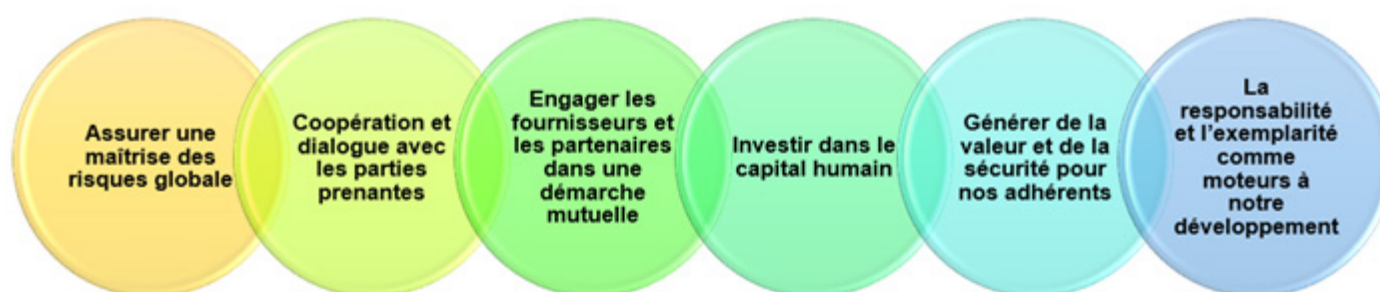 Assurer une
maîtrise des
risques globale
Coopération et
dialogue avec
les parties
prenantes
Engager les
fournisseurs et
les partenaires
dans une
démarche
mutuelle
Investir dans le
capital humain
Générer de la
valeur et de la
sécurité pour
nos adhérents
La
responsabilité
et l'exemplarité
comme
moteurs à
notre
développement